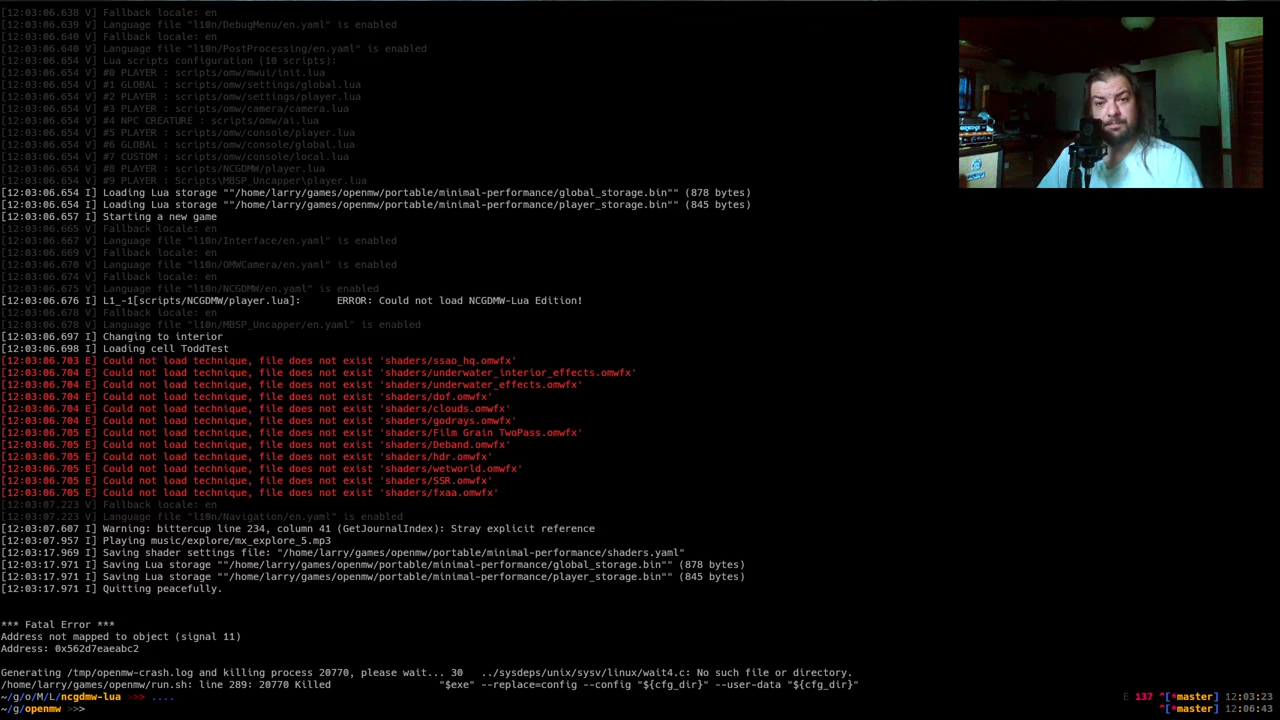 [12:03:06.638 V] Fallback locale: en
[12:03:06.639 V] Language file "l10n/DebugMenu/en.yaml" is enabled
[12:03:06.640 V] Fallback locale: en
[12:03:06.640 V] Language file "l10n/PostProcessing/en.yaml" is enabled
[12:03:06.654 V] Lua scripts configuration (10 scripts):
[12:03:06.654 V] #0 PLAYER : scripts/omw/mwui/init.lua
[12:03:06.654 V] #1 GLOBAL : scripts/omw/settings/global.lua
[12:03:06.654 V] #2 PLAYER : scripts/omw/settings/player.lua
[12:03:06.654 V] #3 PLAYER : scripts/omw/camera/camera.lua
[12:03:06.654 V] #4 NPC CREATURE : scripts/omw/ai.lua
[12:03:06.654 V] #5 PLAYER : scripts/omw/console/player.lua
[12:03:06.654 V] #6 GLOBAL : scripts/omw/console/global.lua
[12:03:06.654 V] #7 CUSTOM : scripts/omw/console/local.lua
[12:03:06.654 V] #8 PLAYER : Scripts/NCGDMW/player.lua
[12:03:06.654 V] #9 PLAYER : Scripts\MBSP_Uncapper\player.lua
[12:03:06.654 I] Loading Lua storage ""/home/larry/games/openmw/portable/minimal-performance/global_storage.bin"" (878 bytes)
[12:03:06.654 I] Loading Lua storage ""/home/larry/games/openmw/portable/minimal-performance/player_storage.bin"" (845 bytes)
[12:03:06.657 I] Starting a new game
[12:03:06.665 V] Fallback locale: en
[12:03:06.667 V] Language file "l10n/Interface/en.yaml" is enabled
[12:03:06.669 V] Fallback locale: en
[12:03:06.670 V] Language file "l10n/OMWCamera/en.yaml" is enabled
[12:03:06.674 V] Fallback locale: en
[12:03:06.675 V] Language file "l10n/NCGDMW/en.yaml" is enabled
[12:03:06.676 I] L1_-1[scripts/NCGDMW/player.lua]:      ERROR: Could not load NCGDMW-Lua Edition!
[12:03:06.678 V] Fallback locale: en
[12:03:06.678 V] Language file "l10n/MBSP_Uncapper/en.yaml" is enabled
[12:03:06.697 I] Changing to interior
[12:03:06.698 I] Loading cell ToddTest
[12:03:06.703 E] Could not load technique, file does not exist 'shaders/ssao_hq.omwfx'
[12:03:06.704 E] Could not load technique, file does not exist 'shaders/underwater_interior_effects.omwfx'
[12:03:06.704 E] Could not load technique, file does not exist 'shaders/underwater_effects.omwfx'
[12:03:06.704 E] Could not load technique, file does not exist 'shaders/dof.omwfx'
[12:03:06.704 E] Could not load technique, file does not exist 'shaders/clouds.omwfx'
[12:03:06.704 E] Could not load technique, file does not exist 'shaders/godrays.omwfx'
[12:03:06.705 E] Could not load technique, file does not exist 'shaders/Film Grain TwoPass.omwfx'
[12:03:06.705 E] Could not load technique, file does not exist 'shaders/Deband.omwfx'
[12:03:06.705 E] Could not load technique, file does not exist 'shaders/hdr.omwfx'
[12:03:06.705 E] Could not load technique, file does not exist 'shaders/wetworld.omwfx'
[12:03:06.705 E] Could not load technique, file does not exist 'shaders/SSR.omwfx'
[12:03:06.705 E] Could not load technique, file does not exist 'shaders/fxaa.omwfx'
[12:03:07.223 V] Fallback locale: en
[12:03:07.223 V] Language file "l10n/Navigation/en.yaml" is enabled
[12:03:07.607 I] Warning: bittercup line 234, column 41 (GetJournalIndex): Stray explicit reference
[12:03:07.957 I] Playing music/explore/mx_explore_5.mp3
[12:03:17.969 I] Saving shader settings file: "/home/larry/games/openmw/portable/minimal-performance/shaders.yaml"
[12:03:17.971 I] Saving Lua storage ""/home/larry/games/openmw/portable/minimal-performance/global_storage.bin"" (878 bytes)
[12:03:17.971 I] Saving Lua storage ""/home/larry/games/openmw/portable/minimal-performance/player_storage.bin"" (845 bytes)
[12:03:17.971 I] Quitting peacefully.
*** Fatal Error ***
Address not mapped to object (signal 11)
Address: 0x562d7eaeabc2
Generating /tmp/openmw-crash.log and killing process 20770, please wait... 30   ../sysdeps/unix/sysv/linux/wait4.c: No such file or directory.
/home/larry/games/openmw/run.sh: line 289: 20770 Killed                  "$exe" --replace=config --config "${cfg_dir}" --user-data "${cfg_dir}"
~/g/o/M/L/ncgdmw-lua >>> .... E 137 ^[*master] 12:03:23
~/g/openmw >>> ^[*master] 12:06:43